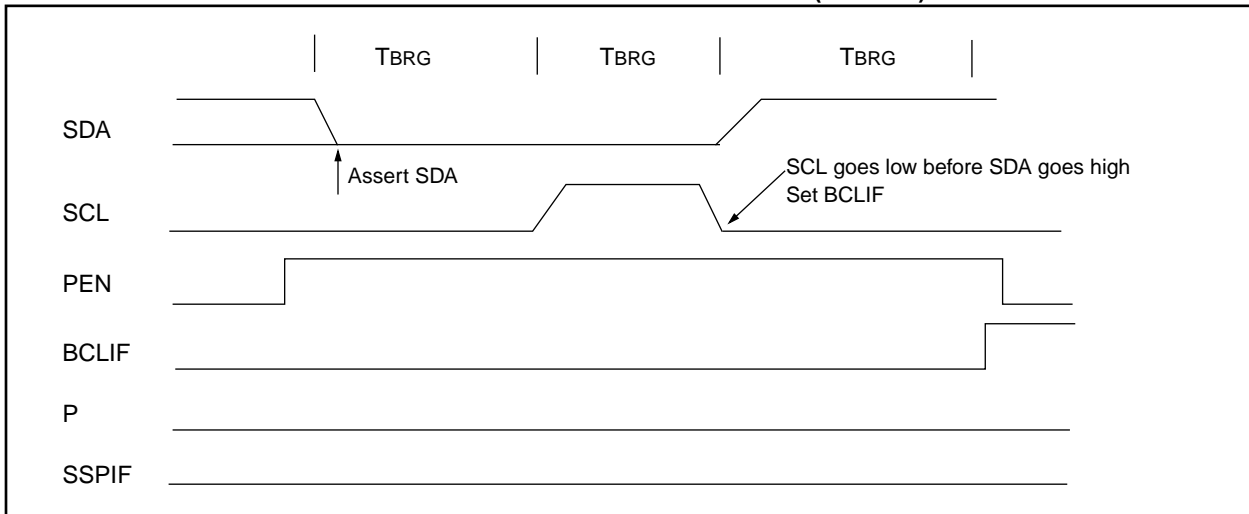 TBRG TBRG TBRG
SDA
Assert SDA
SCL goes low before SDA goes high
Set BCLIF
SCL
PEN
BCLIF
P
SSPIF